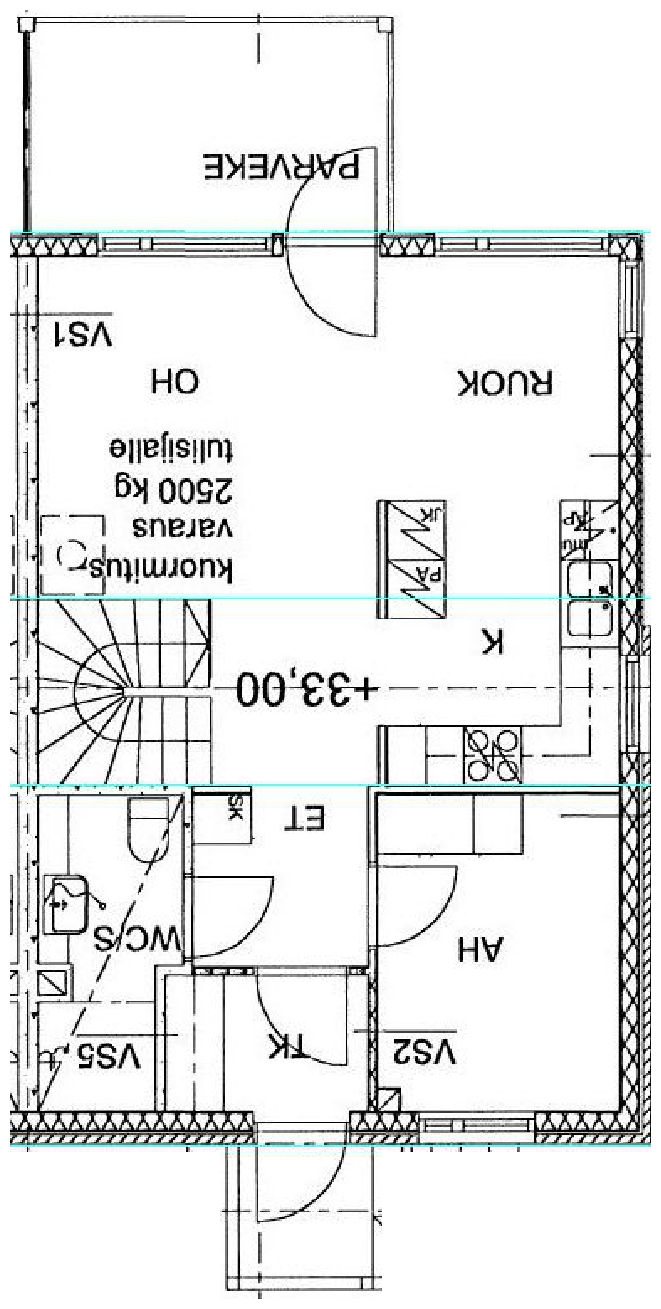 VS2
TK
VS5
AH
WC/S
ET
SK
+33,00
K
PA
JK
mu
kuormitus
varaus
2500 kg
tulisijalle
RUOK
OH
VS1
PARVEKE